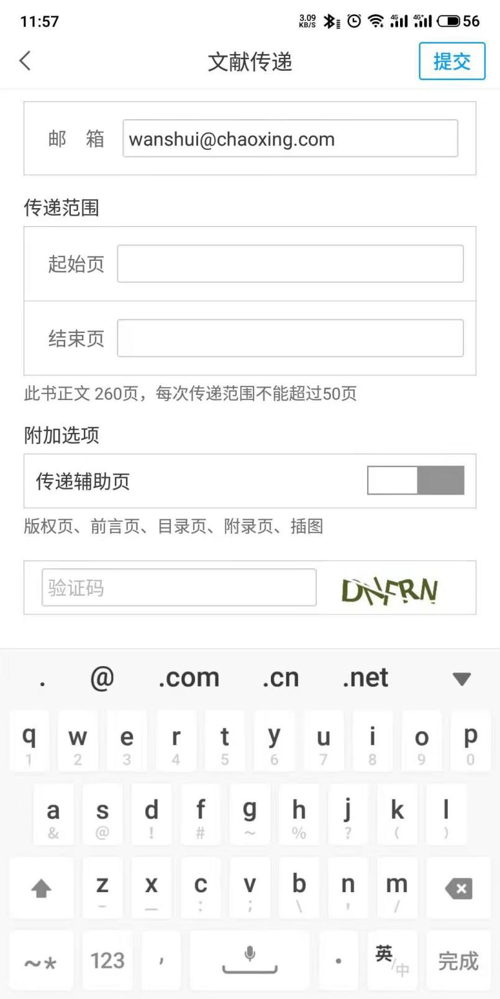 11:57 3.09 KB/S 4G 4G+ 56
文献传递 提交
邮 箱 wanshui@chaoxing.com
传递范围
起始页
结束页
此书正文 260页，每次传递范围不能超过50页
附加选项
传递辅助页
版权页、前言页、目录页、附录页、插图
验证码 DNFRN
. @ .com .cn .net
q w e r t y u i o p
1 2 3 4 5 6 7 8 9 0
a s d f g h j k l
& @ ! # ~ % ? ( )
z x c v b n m
- _ : ; \ ' /
~* 123 , . 英/中 完成